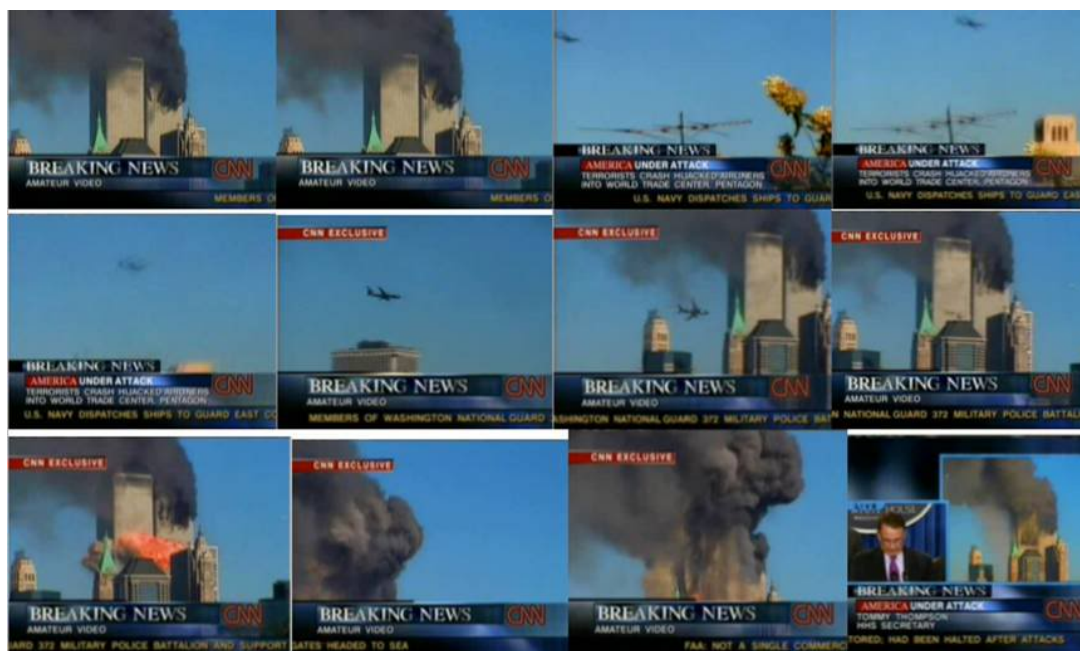 BREAKING NEWS
CNN
AMATEUR VIDEO
MEMBERS O
BREAKING NEWS
CNN
AMATEUR VIDEO
MEMBERS O
BREAKING NEWS
AMERICA UNDER ATTACK
CNN
TERRORISTS CRASH HIJACKED AIRLINERS
INTO WORLD TRADE CENTER, PENTAGON
U.S. NAVY DISPATCHES SHIPS TO GUAR
BREAKING NEWS
AMERICA UNDER ATTACK
CNN
TERRORISTS CRASH HIJACKED AIRLINERS
INTO WORLD TRADE CENTER, PENTAGON
U.S. NAVY DISPATCHES SHIPS TO GUARD EAS
BREAKING NEWS
AMERICA UNDER ATTACK
CNN
TERRORISTS CRASH HIJACKED AIRLINERS
INTO WORLD TRADE CENTER, PENTAGON
U.S. NAVY DISPATCHES SHIPS TO GUARD EAST CO
CNN EXCLUSIVE
BREAKING NEWS
CNN
AMATEUR VIDEO
MEMBERS OF WASHINGTON NATIONAL GUARD
CNN EXCLUSIVE
BREAKING NEWS
CNN
AMATEUR VIDEO
ASHINGTON NATIONAL GUARD 372 MILITARY POLICE BAT
CNN EXCLUSIVE
BREAKING NEWS
CNN
AMATEUR VIDEO
N NATIONAL GUARD 372 MILITARY POLICE BATTAL
CNN EXCLUSIVE
BREAKING NEWS
CNN
AMATEUR VIDEO
ARD 372 MILITARY POLICE BATTALION AND SUPPORT
CNN EXCLUSIVE
BREAKING NEWS
CNN
AMATEUR VIDEO
GATES HEADED TO SEA
CNN EXCLUSIVE
BREAKING NEWS
CNN
AMATEUR VIDEO
FAA: NOT A SINGLE COMMERC
HOUSE
BREAKING NEWS
AMERICA UNDER ATTACK
CNN
TOMMY THOMPSON
HHS SECRETARY
TORED; HAD BEEN HALTED AFTER ATTACKS